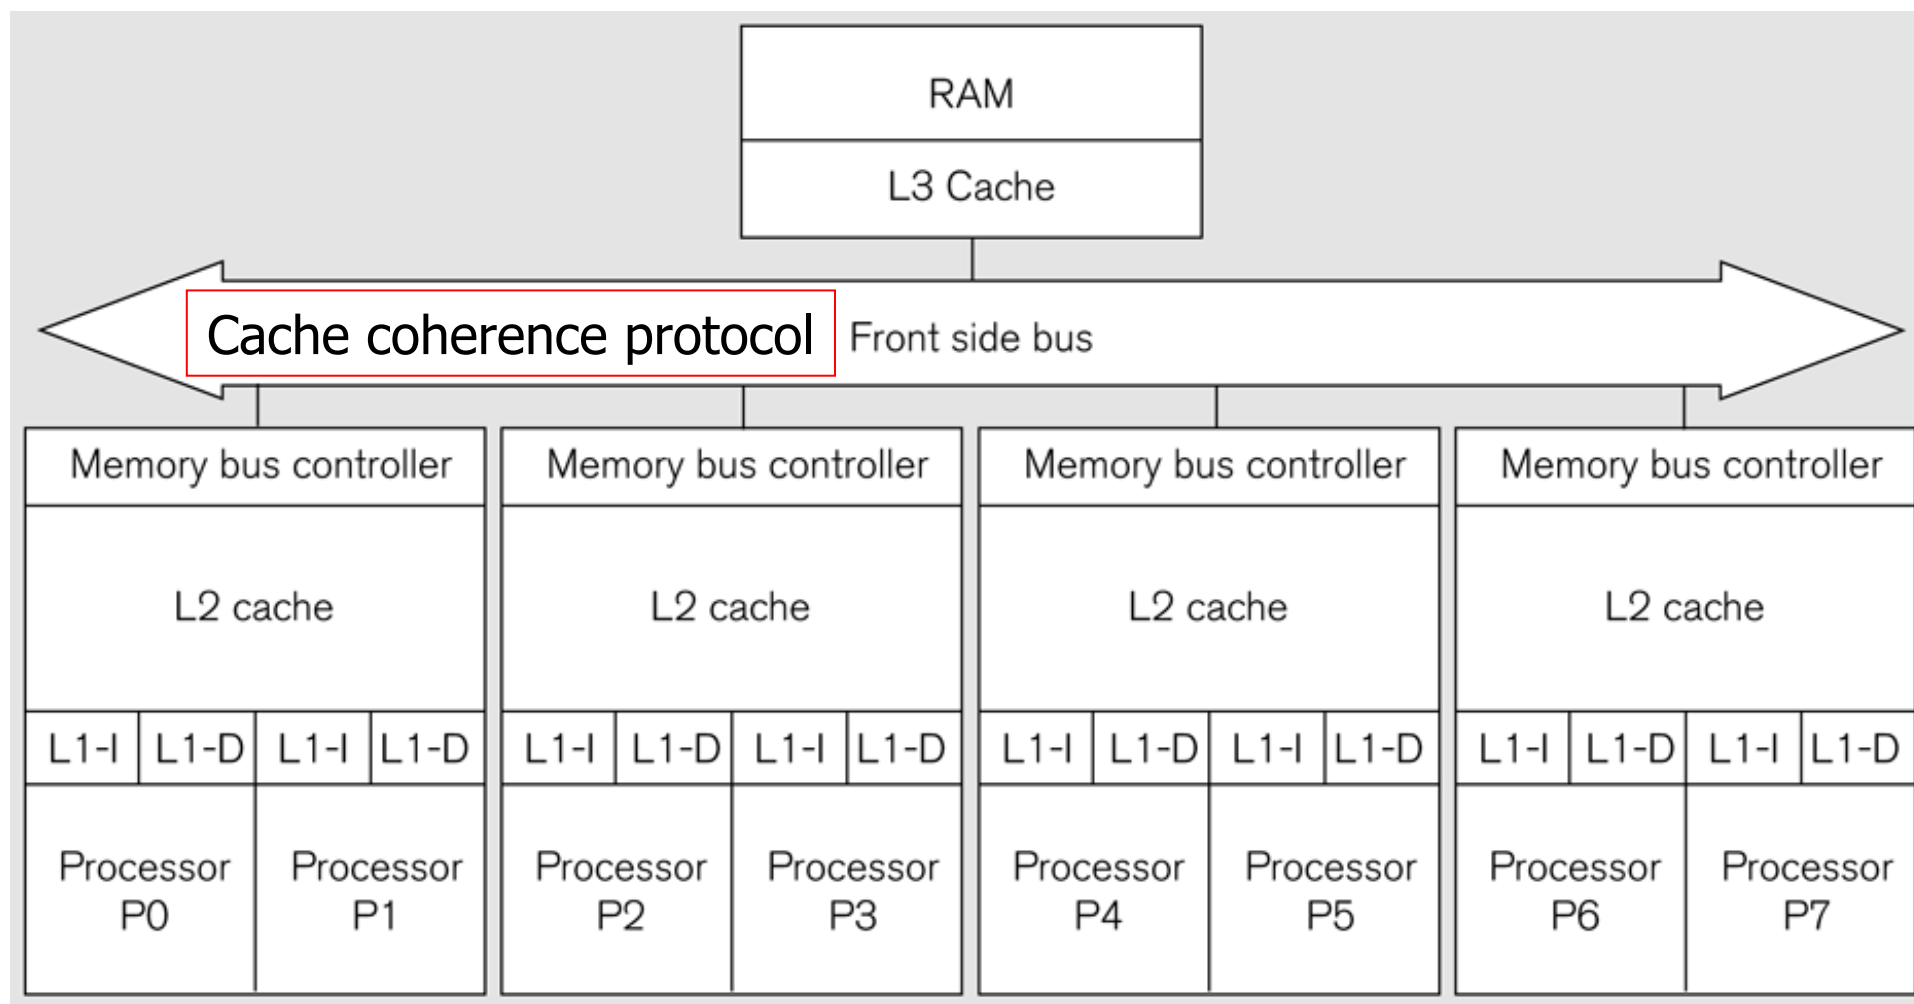 RAM
L3 Cache
Cache coherence protocol Front side bus
Memory bus controller Memory bus controller Memory bus controller Memory bus controller
L2 cache L2 cache L2 cache L2 cache
L1-I L1-D L1-I L1-D L1-I L1-D L1-I L1-D L1-I L1-D L1-I L1-D L1-I L1-D L1-I L1-D
Processor Processor Processor Processor Processor Processor Processor Processor
P0 P1 P2 P3 P4 P5 P6 P7